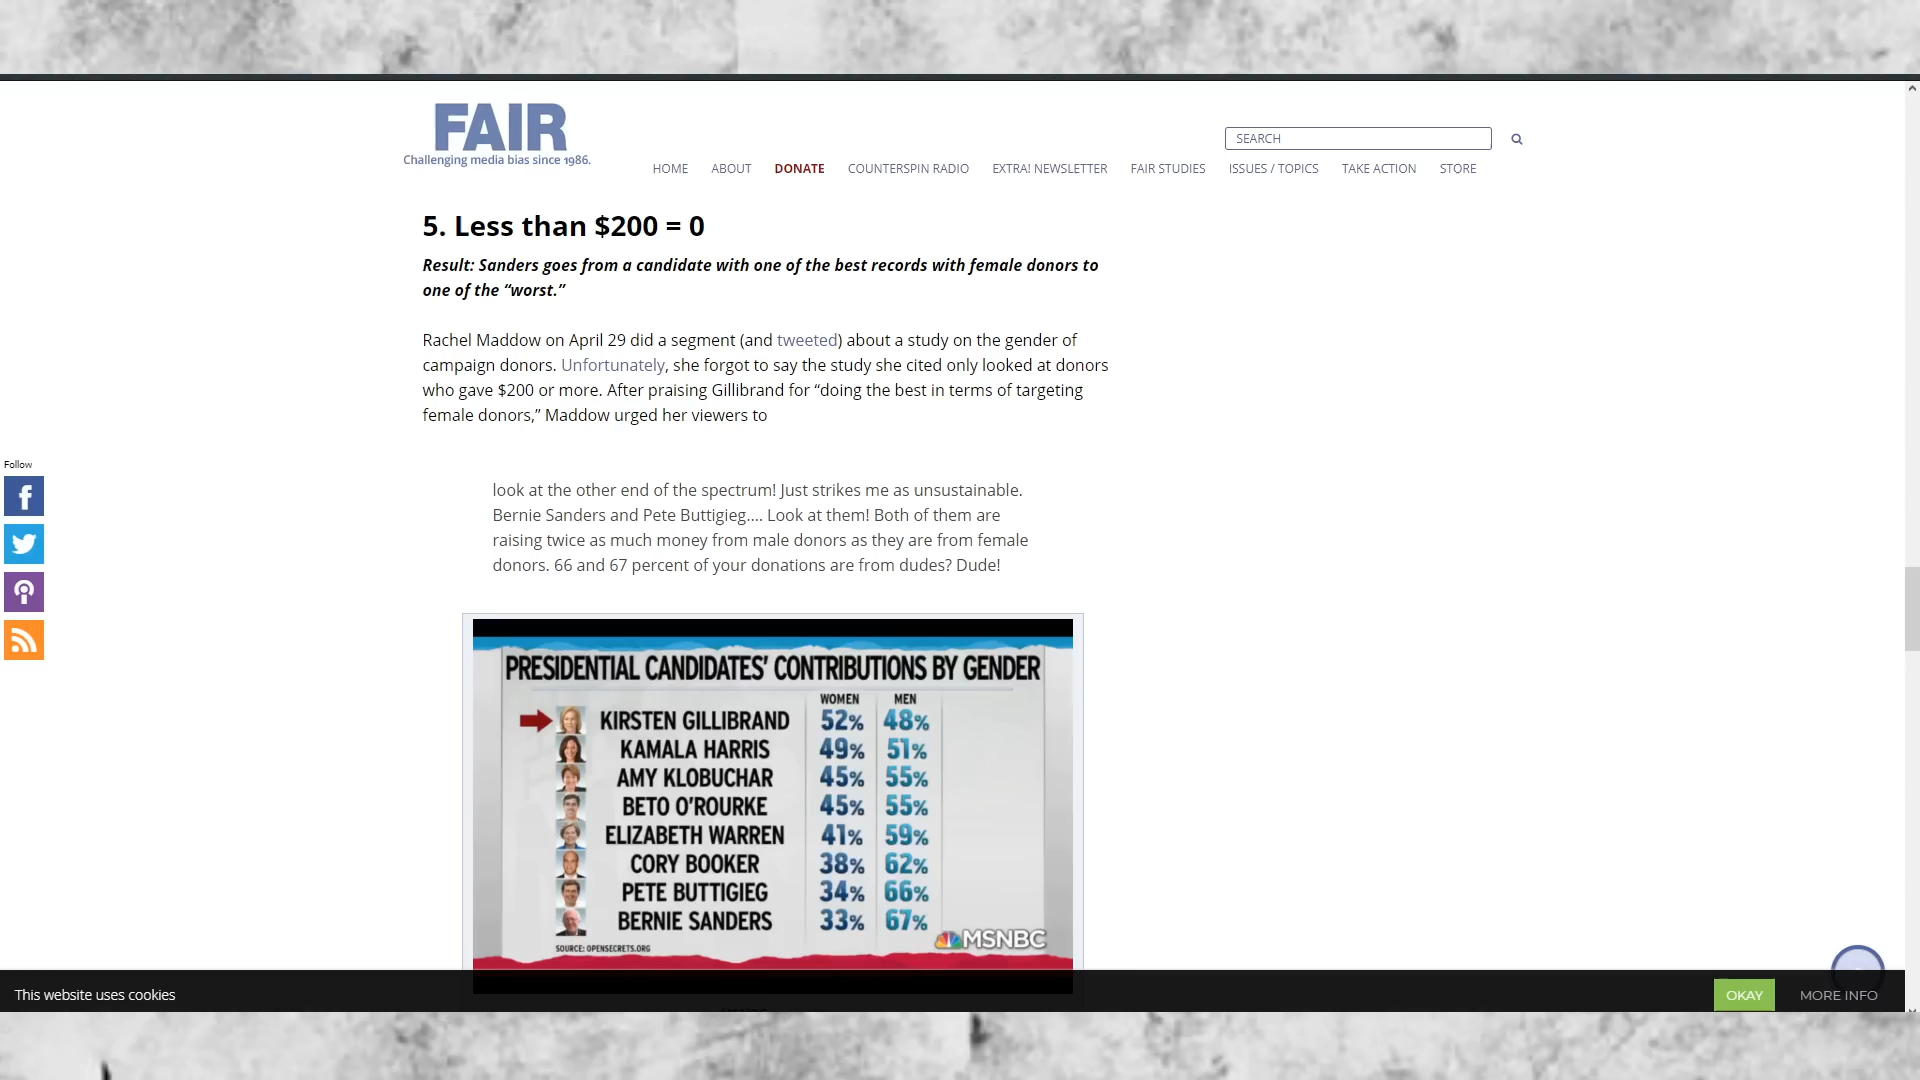 FAIR
Challenging media bias since 1986.
SEARCH
HOME ABOUT DONATE COUNTERSPIN RADIO EXTRA! NEWSLETTER FAIR STUDIES ISSUES / TOPICS TAKE ACTION STORE
5. Less than $200 = 0
Result: Sanders goes from a candidate with one of the best records with female donors to
one of the “worst.”
Rachel Maddow on April 29 did a segment (and tweeted) about a study on the gender of
campaign donors. Unfortunately, she forgot to say the study she cited only looked at donors
who gave $200 or more. After praising Gillibrand for “doing the best in terms of targeting
female donors,” Maddow urged her viewers to
Follow
look at the other end of the spectrum! Just strikes me as unsustainable.
Bernie Sanders and Pete Buttigieg…. Look at them! Both of them are
raising twice as much money from male donors as they are from female
donors. 66 and 67 percent of your donations are from dudes? Dude!
PRESIDENTIAL CANDIDATES' CONTRIBUTIONS BY GENDER
WOMEN MEN
KIRSTEN GILLIBRAND 52% 48%
KAMALA HARRIS 49% 51%
AMY KLOBUCHAR 45% 55%
BETO O'ROURKE 45% 55%
ELIZABETH WARREN 41% 59%
CORY BOOKER 38% 62%
PETE BUTTIGIEG 34% 66%
BERNIE SANDERS 33% 67%
MSNBC
SOURCE: OPENSECRETS.ORG
This website uses cookies
OKAY MORE INFO